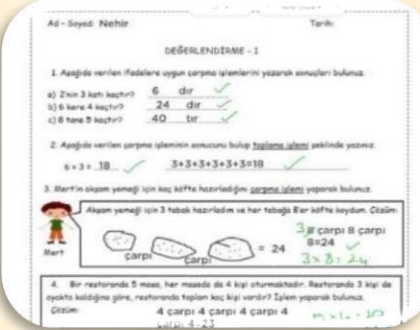 Ad - Soyad: Nehir Tarih:
DEĞERLENDİRME - 1
1. Aşağıda verilen ifadelere uygun çarpma işlemlerini yazarak sonuçları bulunuz.
a) 2'nin 3 katı kaçtır? 6 dır
b) 6 kere 4 kaçtır? 24 dır
c) 8 tane 5 kaçtır? 40 tır
2. Aşağıda verilen çarpma işleminin sonucunu bulup toplama işlemi şeklinde yazınız.
6 x 3 = 18 3+3+3+3+3+3=18
3. Mert'in akşam yemeği için kaç köfte hazırladığını çarpma işlemi yaparak bulunuz.
Akşam yemeği için 3 tabak hazırladım ve her tabağa 8'er köfte koydum. Çözüm:
çarpı 8 çarpı
8=24
3 x 8 = 24
çarpı çarpı = 24
Mert
4. Bir restoranda 5 masa, her masada da 4 kişi oturmaktadır. Restoranda 3 kişi de
ayakta kaldığına göre, restoranda toplam kaç kişi vardır? İşlem yaparak bulunuz.
Çözüm: 4 çarpı 4 çarpı 4 çarpı 4
çarpı 4=23